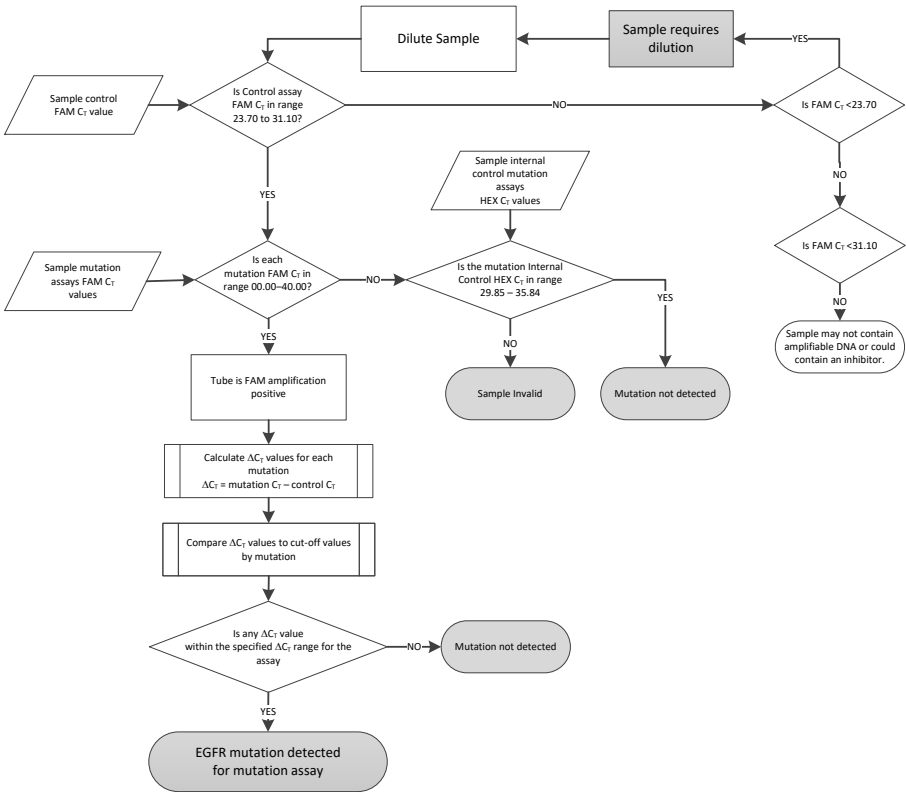 Dilute Sample
Sample requires
dilution
YES
Sample control
FAM CT value
Is Control assay
FAM CT in range
23.70 to 31.10?
NO
Is FAM CT <23.70
YES
NO
Sample internal
control mutation
assays
HEX CT values
Is FAM CT <31.10
NO
Sample may not contain
amplifiable DNA or could
contain an inhibitor.
Sample mutation
assays FAM CT
values
Is each
mutation FAM CT in
range 00.00–40.00?
NO
Is the mutation Internal
Control HEX CT in range
29.85 – 35.84
YES
NO
YES
Tube is FAM amplification
positive
Sample Invalid
Mutation not detected
Calculate ΔCT values for each
mutation
ΔCT = mutation CT – control CT
Compare ΔCT values to cut-off values
by mutation
Is any ΔCT value
within the specified ΔCT range for the
assay
NO
Mutation not detected
YES
EGFR mutation detected
for mutation assay